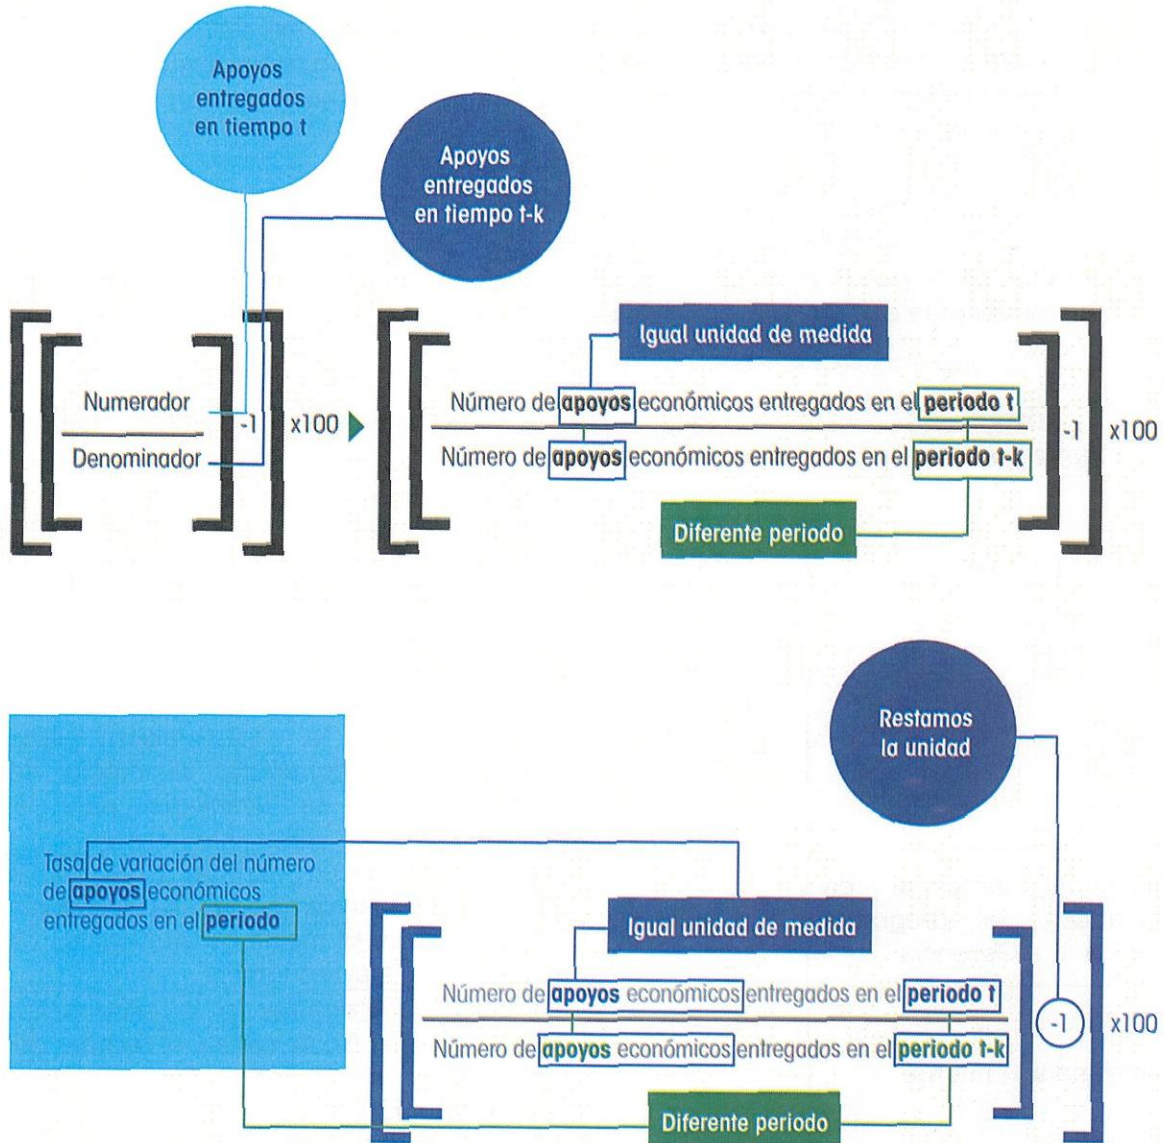 Apoyos
entregados
en tiempo t
Apoyos
entregados
en tiempo t-k
Igual unidad de medida
Numerador
Denominador
-1
x100
Número de apoyos económicos entregados en el periodo t
Número de apoyos económicos entregados en el periodo t-k
-1
x100
Diferente periodo
Restamos
la unidad
Tasa de variación del número
de apoyos económicos
entregados en el periodo
Igual unidad de medida
Número de apoyos económicos entregados en el periodo t
Número de apoyos económicos entregados en el periodo t-k
-1
x100
Diferente periodo